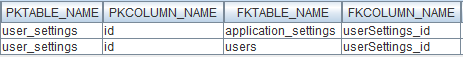 PKTABLE_NAME PKCOLUMN_NAME FKTABLE_NAME FKCOLUMN_NAME
user_settings id application_settings userSettings_id
user_settings id users userSettings_id